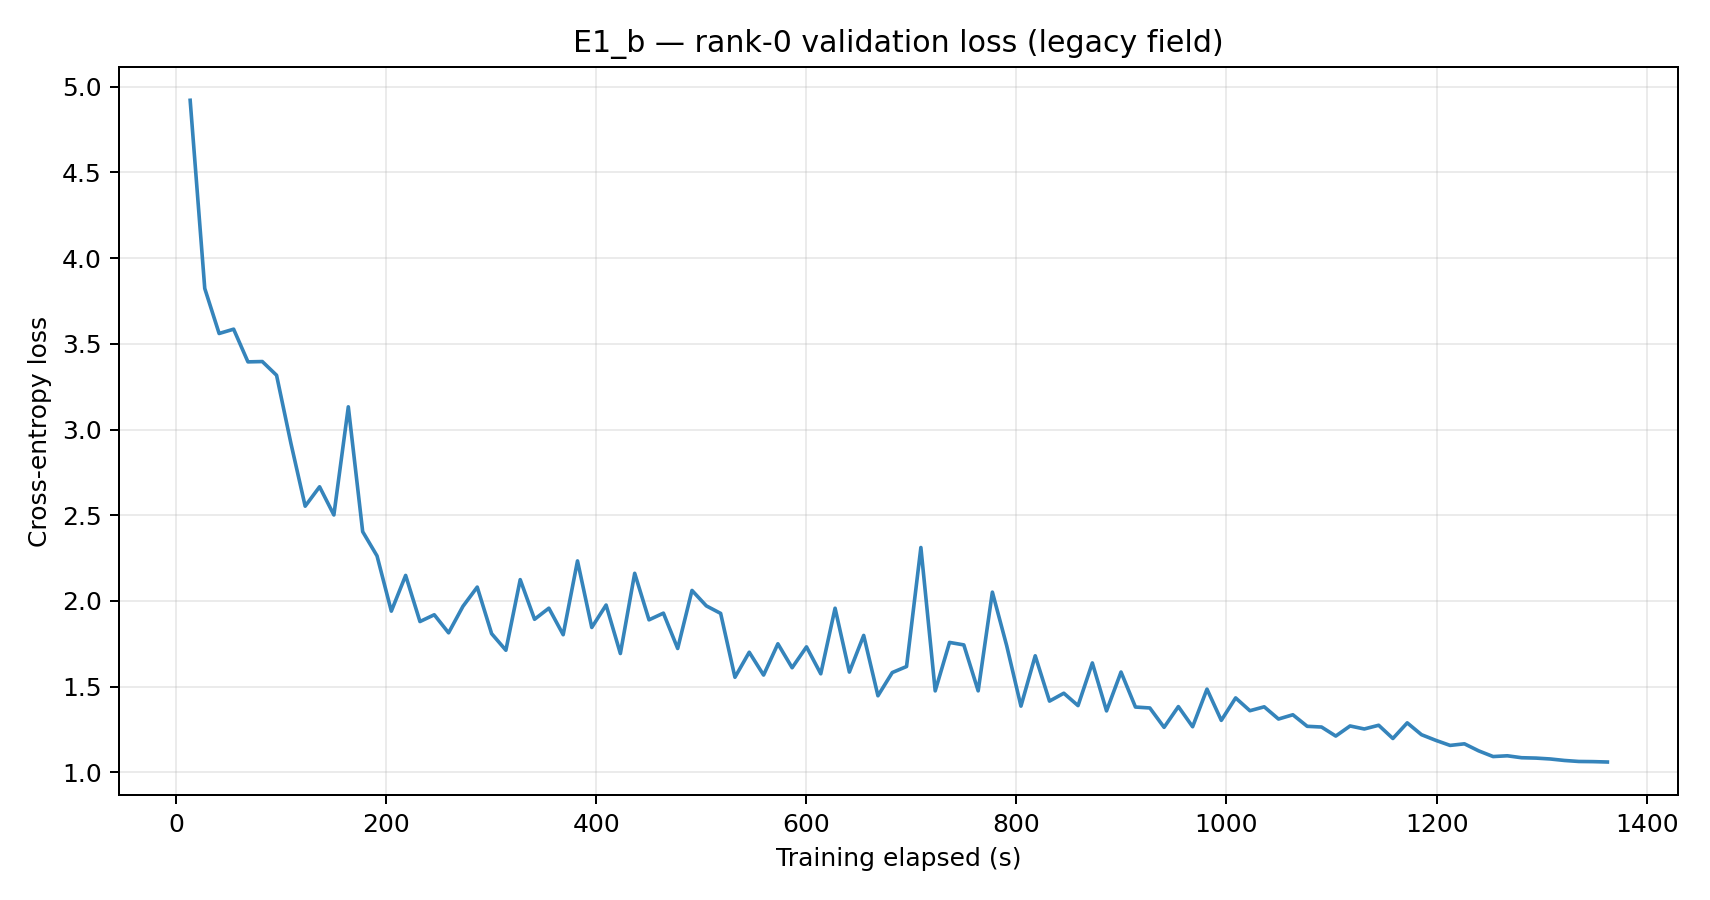 E1_b — rank-0 validation loss (legacy field)
Cross-entropy loss
5.0
4.5
4.0
3.5
3.0
2.5
2.0
1.5
1.0
0 200 400 600 800 1000 1200 1400
Training elapsed (s)